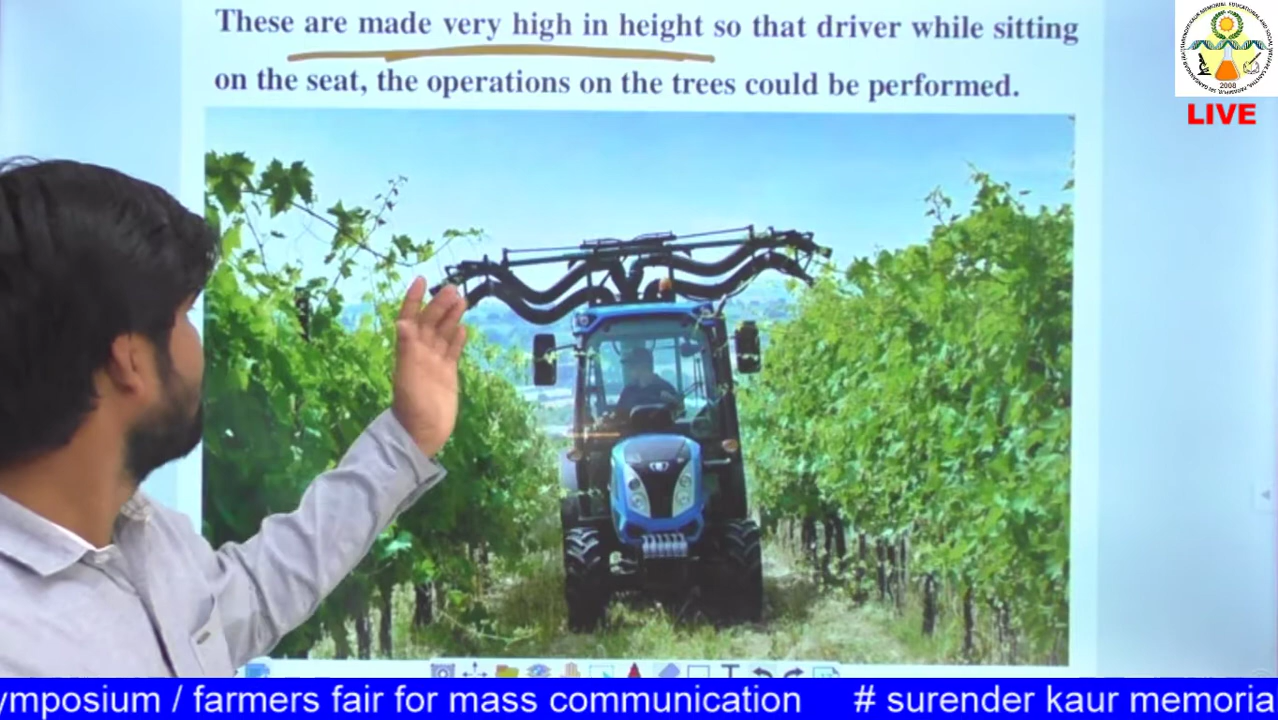 These are made very high in height so that driver while sitting
on the seat, the operations on the trees could be performed.
2008
LIVE
ymposium / farmers fair for mass communication # surender kaur memoria